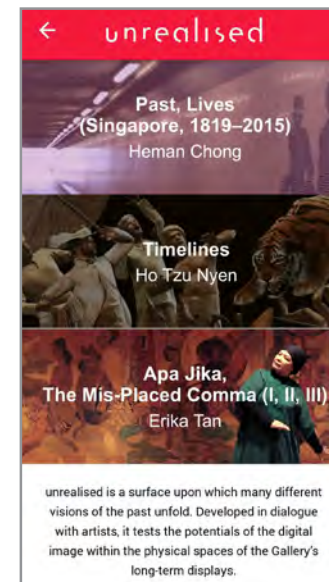 unrealised
Past, Lives
(Singapore, 1819–2015)
Heman Chong
Timelines
Ho Tzu Nyen
Apa Jika,
The Mis-Placed Comma (I, II, III)
Erika Tan
unrealised is a surface upon which many different
visions of the past unfold. Developed in dialogue
with artists, it tests the potentials of the digital
image within the physical spaces of the Gallery's
long-term displays.